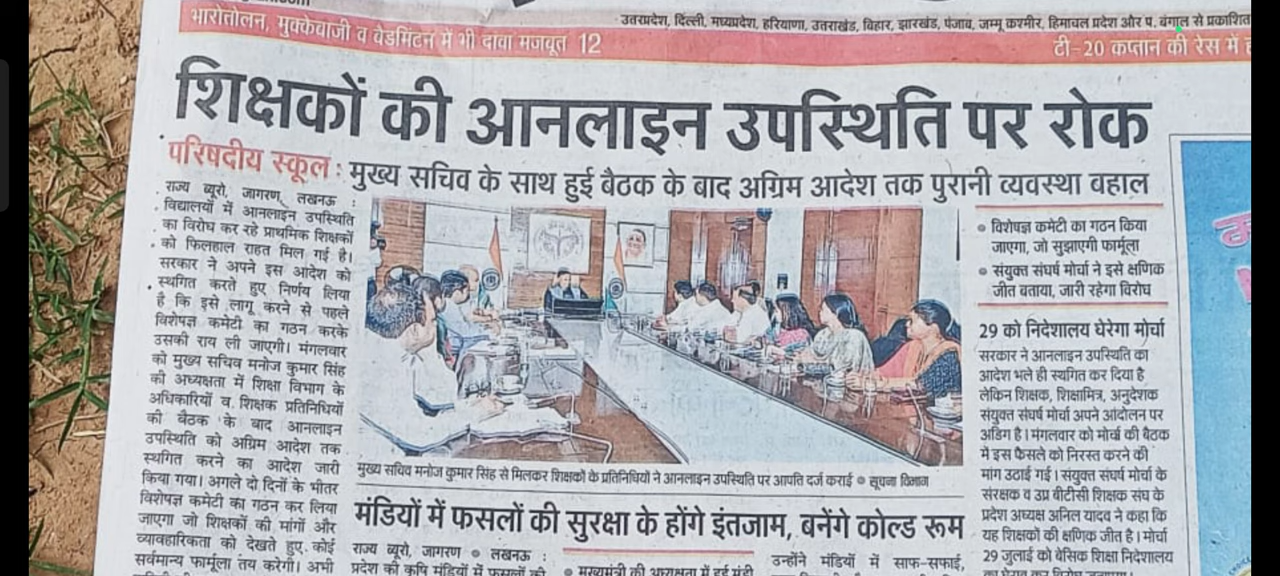 उत्तरप्रदेश, दिल्ली, मध्यप्रदेश, हरियाणा, उत्तराखंड, बिहार, झारखंड, पंजाब, जम्मू कश्मीर, हिमाचल प्रदेश और प. बंगाल से प्रकाशित
भारोत्तोलन, मुक्केबाजी व बैडमिंटन में भी दावा मजबूत 12
टी-20 कप्तान की रेस में
शिक्षकों की आनलाइन उपस्थिति पर रोक
परिषदीय स्कूल : मुख्य सचिव के साथ हुई बैठक के बाद अग्रिम आदेश तक पुरानी व्यवस्था बहाल
राज्य ब्यूरो, जागरण, लखनऊ :
विद्यालयों में आनलाइन उपस्थिति
का विरोध कर रहे प्राथमिक शिक्षकों
को फिलहाल राहत मिल गई है।
सरकार ने अपने इस आदेश को
स्थगित करते हुए निर्णय लिया
है कि इसे लागू करने से पहले
विशेषज्ञ कमेटी का गठन करके
उसकी राय ली जाएगी। मंगलवार
को मुख्य सचिव मनोज कुमार सिंह
की अध्यक्षता में शिक्षा विभाग के
अधिकारियों व शिक्षक प्रतिनिधियों
की बैठक के बाद आनलाइन
उपस्थिति को अग्रिम आदेश तक
स्थगित करने का आदेश जारी
किया गया। अगले दो दिनों के भीतर
विशेषज्ञ कमेटी का गठन कर लिया
जाएगा जो शिक्षकों की मांगों और
व्यावहारिकता को देखते हुए कोई
सर्वमान्य फार्मूला तय करेगी। अभी
मुख्य सचिव मनोज कुमार सिंह से मिलकर शिक्षकों के प्रतिनिधियों ने आनलाइन उपस्थिति पर आपत्ति दर्ज कराई ● सूचना विभाग
● विशेषज्ञ कमेटी का गठन किया
जाएगा, जो सुझाएगी फार्मूला
● संयुक्त संघर्ष मोर्चा ने इसे क्षणिक
जीत बताया, जारी रहेगा विरोध
29 को निदेशालय घेरेगा मोर्चा
सरकार ने आनलाइन उपस्थिति का
आदेश भले ही स्थगित कर दिया है
लेकिन शिक्षक, शिक्षामित्र, अनुदेशक
संयुक्त संघर्ष मोर्चा अपने आंदोलन पर
अडिग है। मंगलवार को मोर्चा की बैठक
में इस फैसले को निरस्त करने की
मांग उठाई गई। संयुक्त संघर्ष मोर्चा के
संरक्षक व उप्र बीटीसी शिक्षक संघ के
प्रदेश अध्यक्ष अनिल यादव ने कहा कि
यह शिक्षकों की क्षणिक जीत है। मोर्चा
29 जुलाई को बेसिक शिक्षा निदेशालय
मंडियों में फसलों की सुरक्षा के होंगे इंतजाम, बनेंगे कोल्ड रूम
राज्य ब्यूरो, जागरण ● लखनऊ :
प्रदेश की कृषि मंडियों में फसलों की
● मुख्यमंत्री की अध्यक्षता में हुई मंडी
उन्होंने मंडियों में साफ-सफाई,